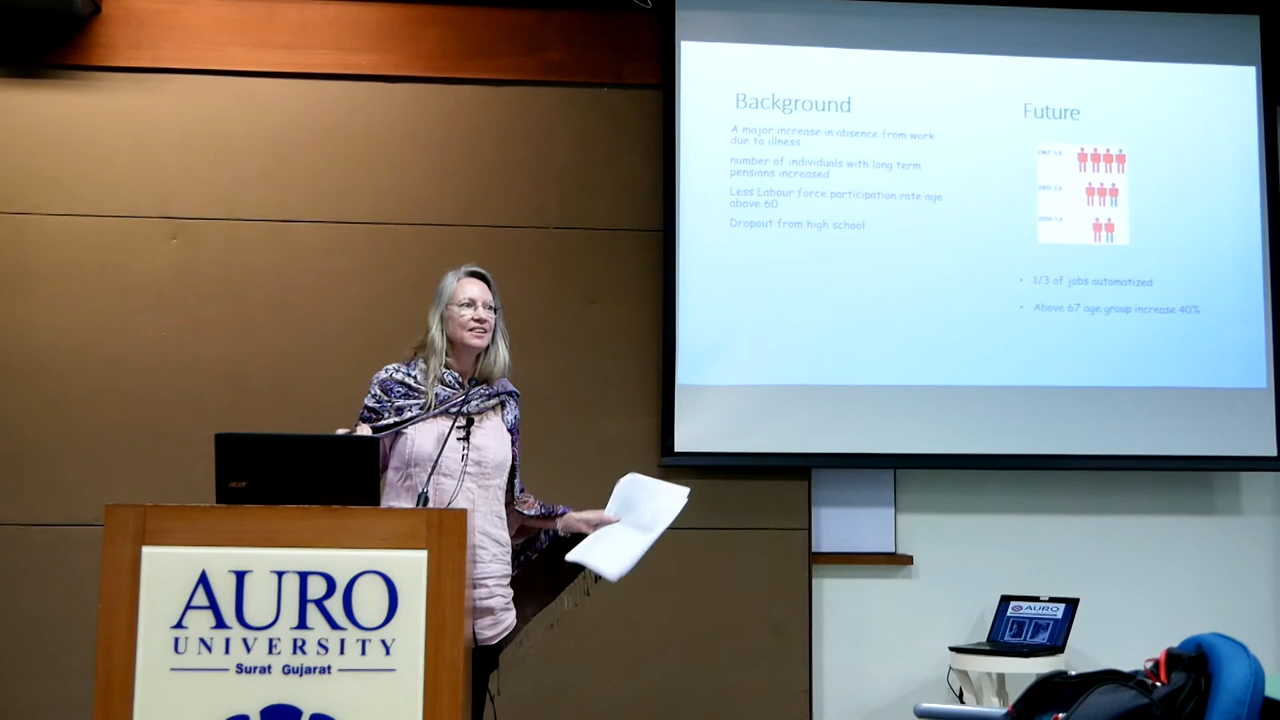 Background
A major increase in absence from work
due to illness
number of individuals with long term
pensions increased
Less Labour force participation rate age
above 60
Dropout from high school
Future
• 1/3 of jobs automatized
• Above 67 age group increase 40%
acer
AURO
UNIVERSITY
Surat Gujarat
AURO